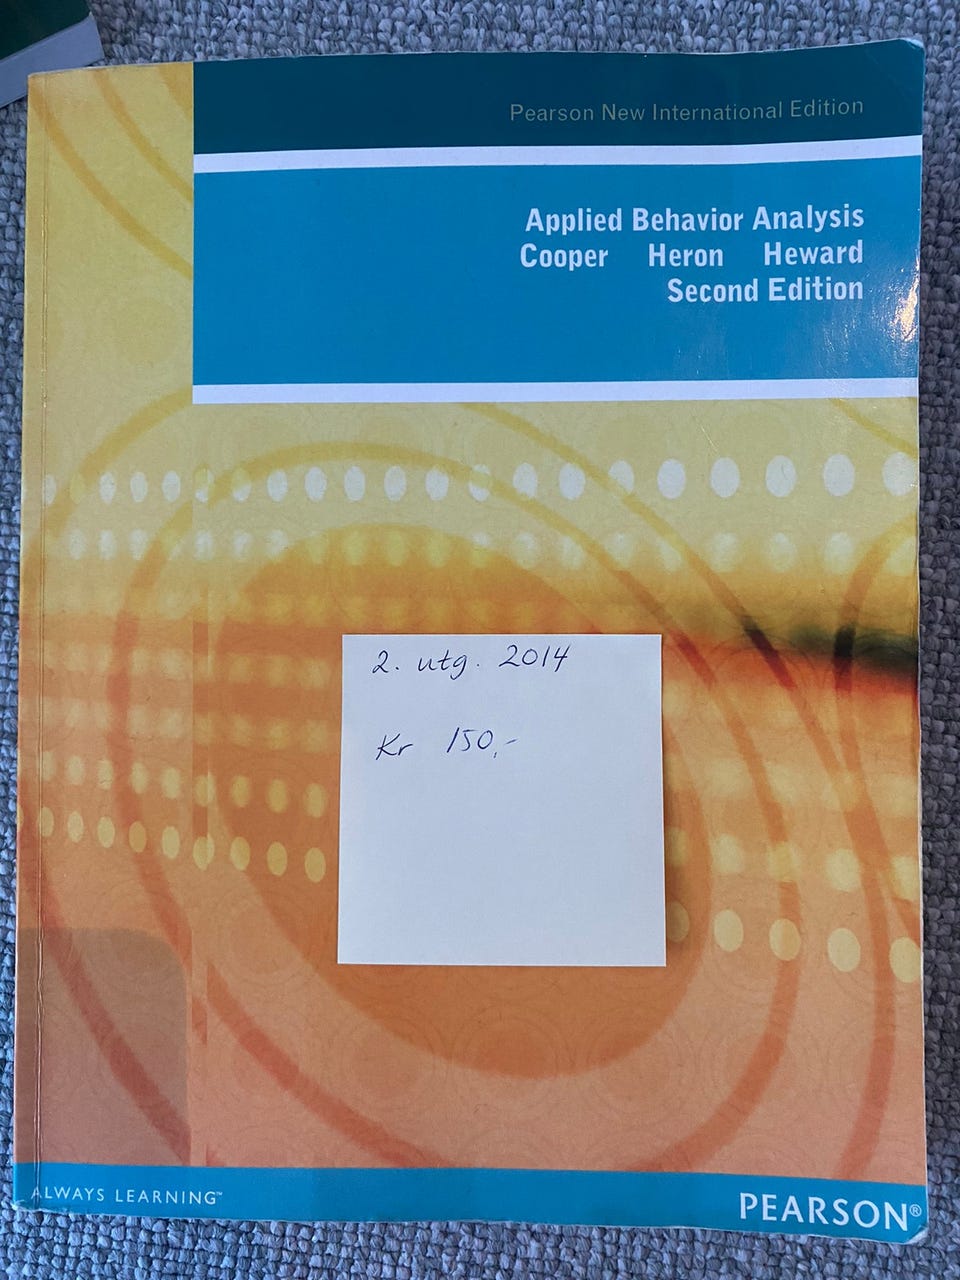 Pearson New International Edition
Applied Behavior Analysis
Cooper Heron Heward
Second Edition
2. utg. 2014
Kr 150,-
ALWAYS LEARNING™
PEARSON®